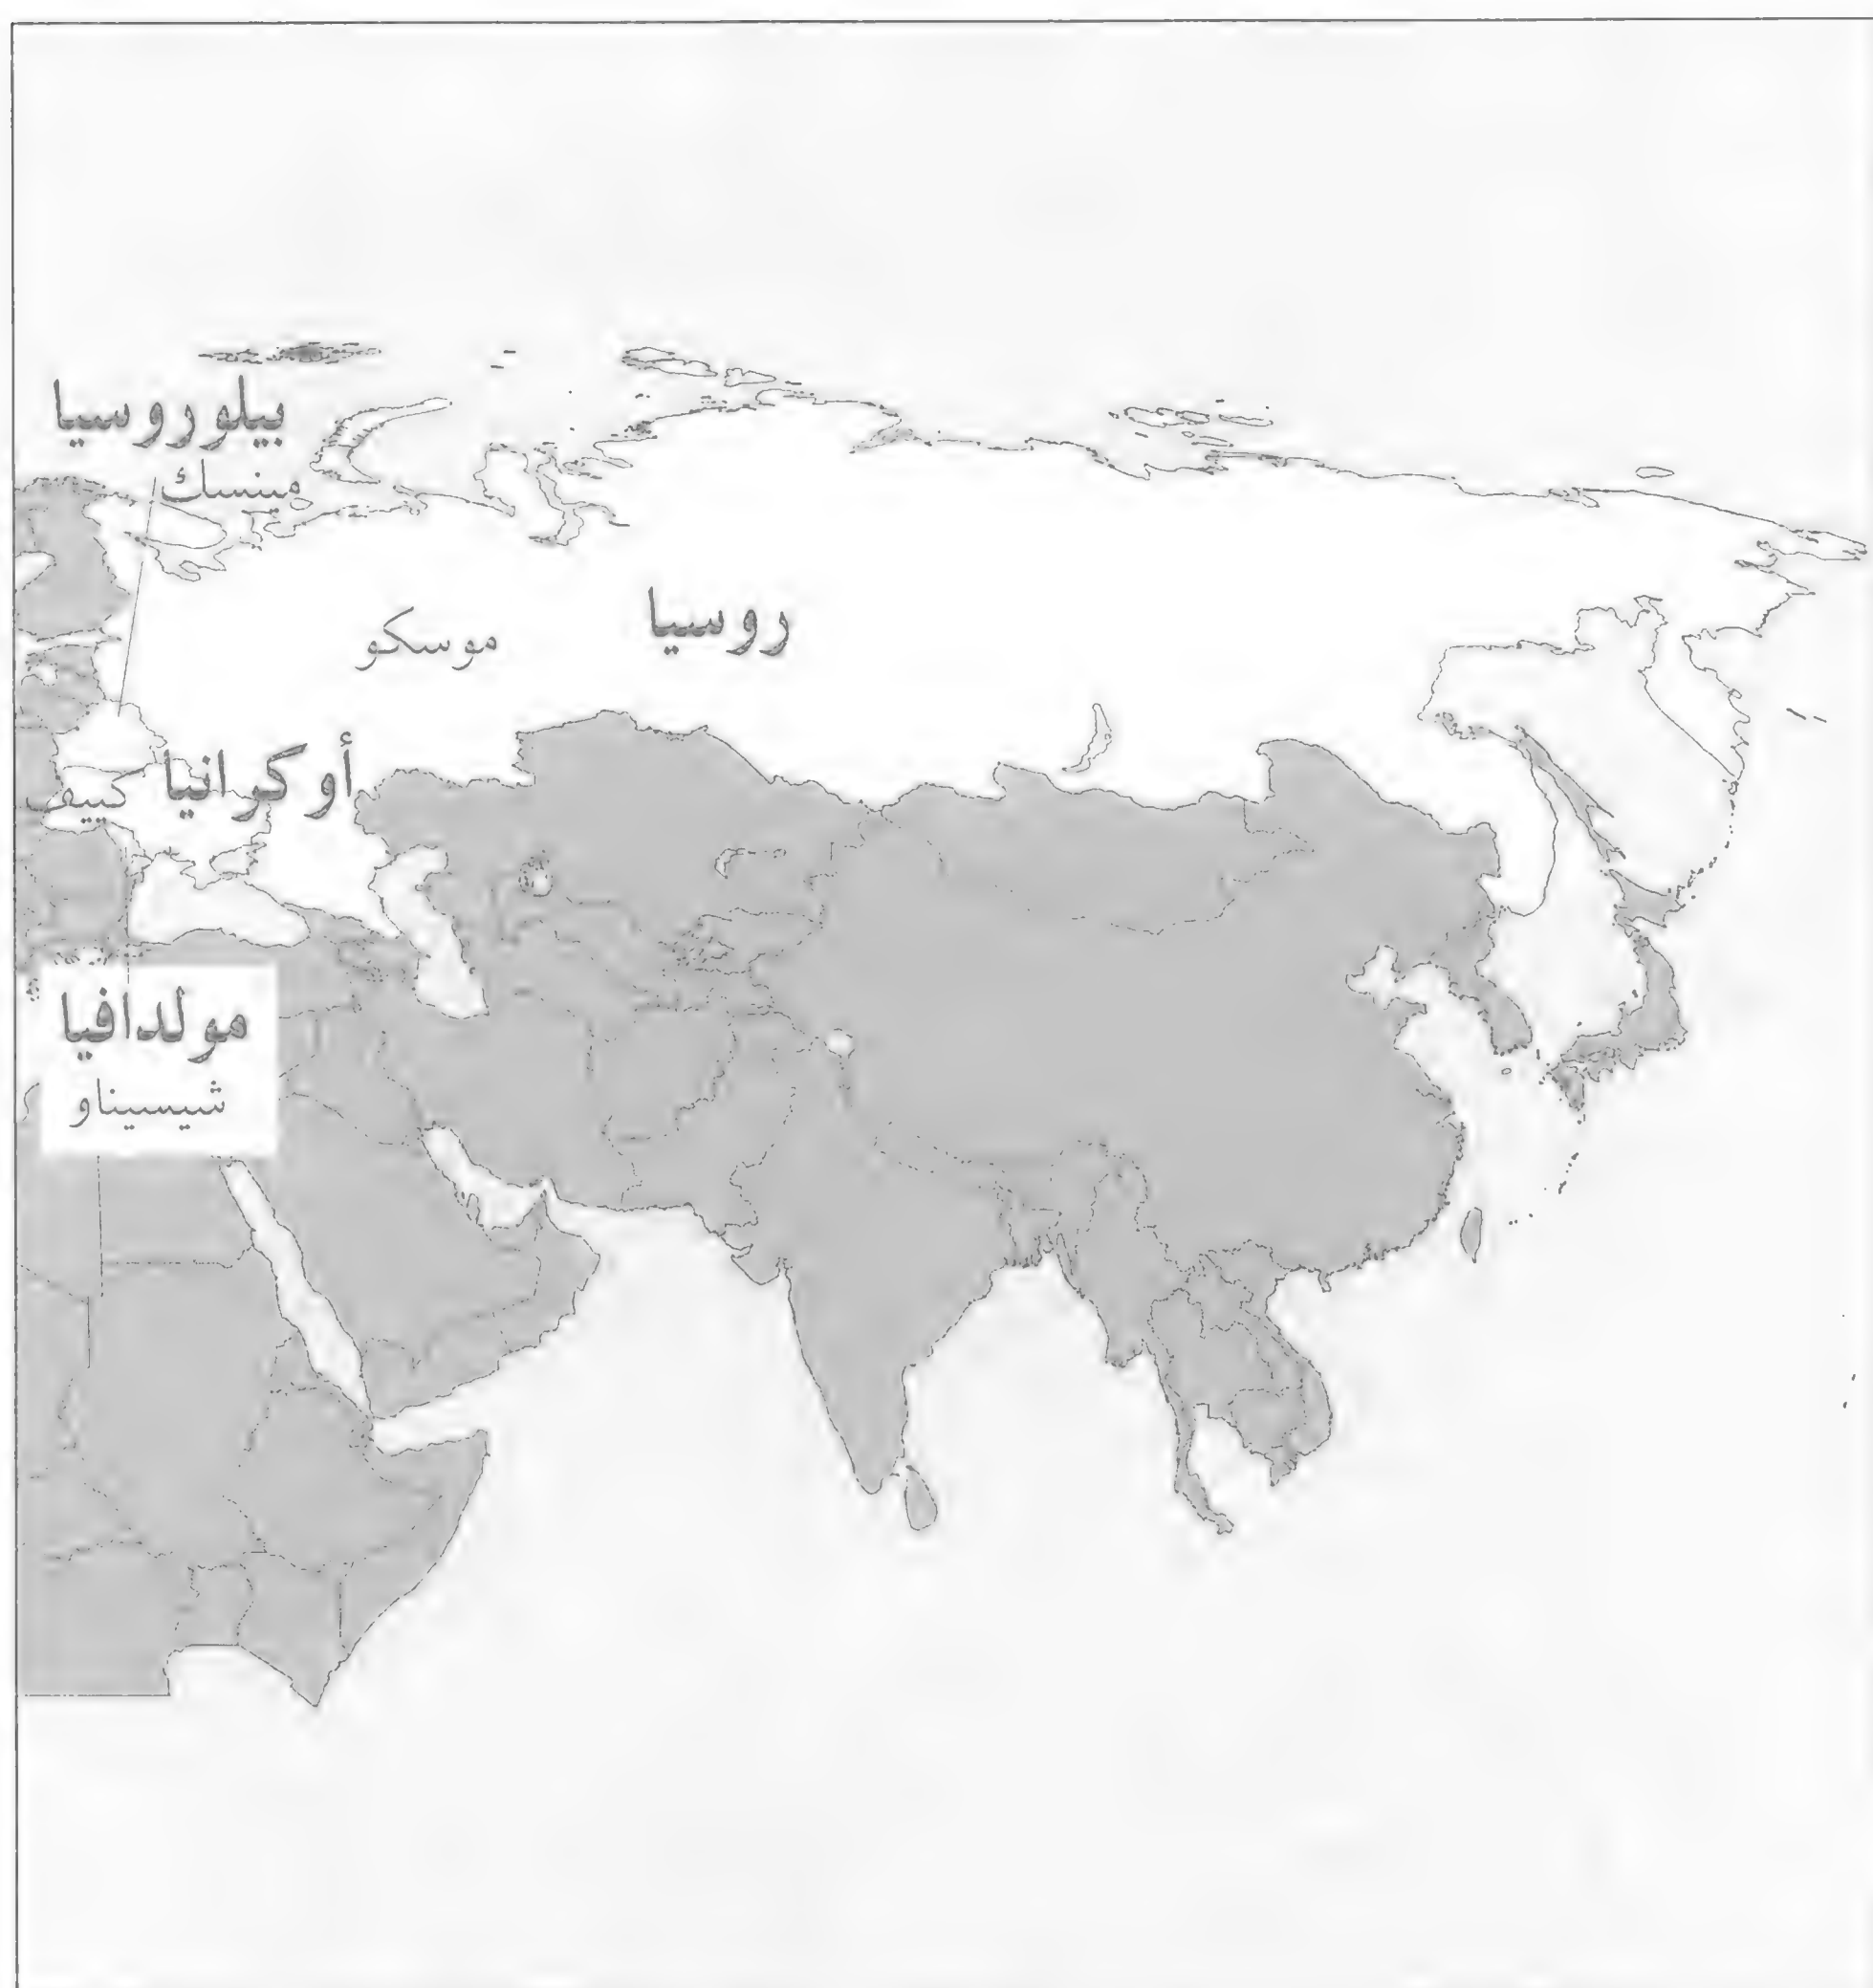 بيلوروسيا
مينسك
روسيا
موسكو
أوكرانيا
كييف
مولدافيا
شيسيناو